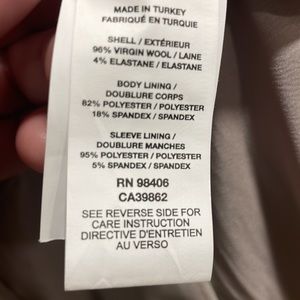 MADE IN TURKEY
FABRIQUÉ EN TURQUIE
SHELL / EXTÉRIEUR
96% VIRGIN WOOL / LAINE
4% ELASTANE / ELASTANE
BODY LINING /
DOUBLURE CORPS
82% POLYESTER / POLYESTER
18% SPANDEX / SPANDEX
SLEEVE LINING /
DOUBLURE MANCHES
95% POLYESTER / POLYESTER
5% SPANDEX / SPANDEX
RN 98406
CA39862
SEE REVERSE SIDE FOR
CARE INSTRUCTION
DIRECTIVE D'ENTRETIEN
AU VERSO